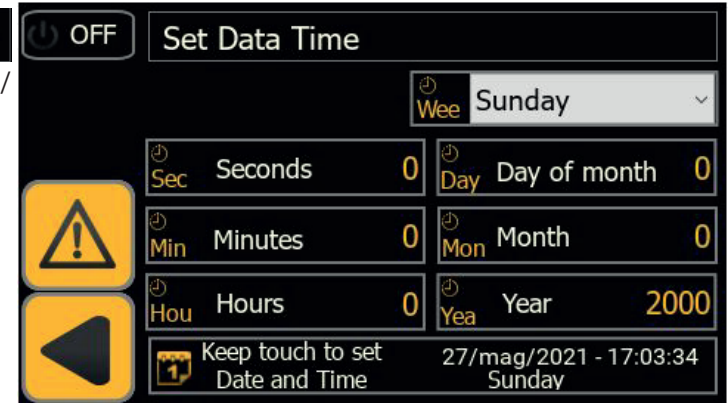 OFF
Set Data Time
/
Wee Sunday
Sec Seconds 0
Day Day of month 0
Min Minutes 0
Mon Month 0
Hou Hours 0
Yea Year 2000
1
Keep touch to set
Date and Time
27/mag/2021 - 17:03:34
Sunday